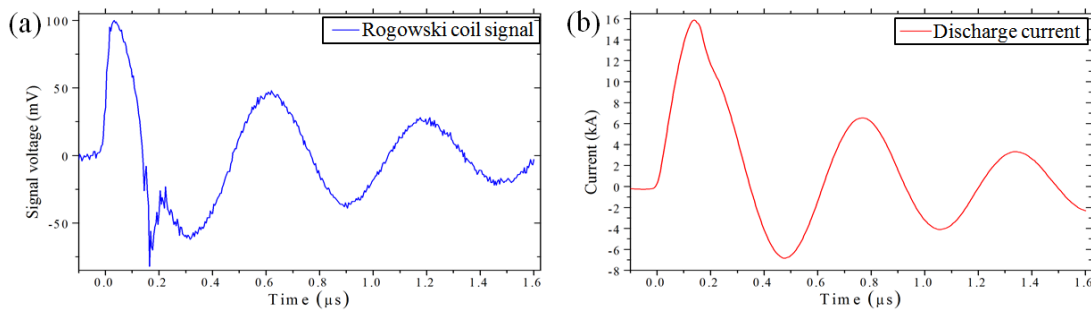 (a)
Rogowski coil signal
Signal voltage (mV)
100
50
0
-50
0.0 0.2 0.4 0.6 0.8 1.0 1.2 1.4 1.6
Time (μs)
(b)
Discharge current
Current (kA)
16
14
12
10
8
6
4
2
0
-2
-4
-6
-8
0.0 0.2 0.4 0.6 0.8 1.0 1.2 1.4 1.6
Time (μs)